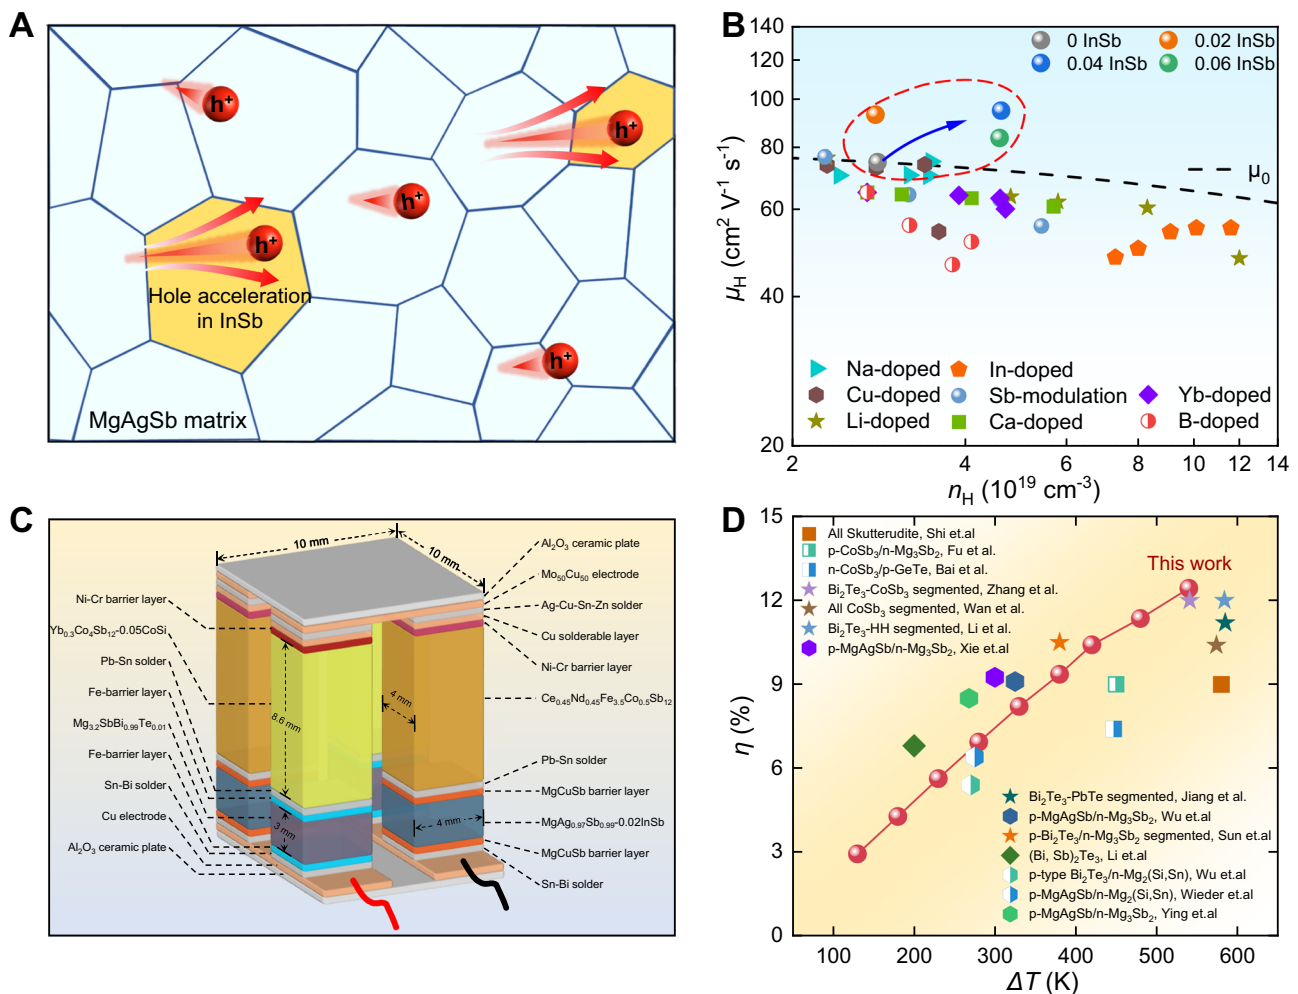 A
h+
h+
h+
h+
h+
Hole acceleration
in InSb
MgAgSb matrix
B
140
120
100
80
60
40
20
2
4
6
8
10
12
14
μH (cm2 V-1 s-1)
nH (1019 cm-3)
0 InSb
0.02 InSb
0.04 InSb
0.06 InSb
μ0
Na-doped
In-doped
Cu-doped
Sb-modulation
Yb-doped
Li-doped
Ca-doped
B-doped
C
10 mm
10 mm
8.6 mm
4 mm
3 mm
4 mm
Ni-Cr barrier layer
Yb0.3Co4Sb12-0.05CoSi
Pb-Sn solder
Fe-barrier layer
Mg3.2SbBi0.99Te0.01
Fe-barrier layer
Sn-Bi solder
Cu electrode
Al2O3 ceramic plate
Al2O3 ceramic plate
Mo50Cu50 electrode
Ag-Cu-Sn-Zn solder
Cu solderable layer
Ni-Cr barrier layer
Ce0.45Nd0.45Fe3.5Co0.5Sb12
Pb-Sn solder
MgCuSb barrier layer
MgAg0.97Sb0.99-0.02InSb
MgCuSb barrier layer
Sn-Bi solder
D
15
12
9
6
3
0
100
200
300
400
500
600
η (%)
ΔT (K)
This work
All Skutterudite, Shi et.al
p-CoSb3/n-Mg3Sb2, Fu et al.
n-CoSb3/p-GeTe, Bai et al.
Bi2Te3-CoSb3 segmented, Zhang et al.
All CoSb3 segmented, Wan et al.
Bi2Te3-HH segmented, Li et al.
p-MgAgSb/n-Mg3Sb2, Xie et.al
Bi2Te3-PbTe segmented, Jiang et al.
p-MgAgSb/n-Mg3Sb2, Wu et.al
p-Bi2Te3/n-Mg3Sb2 segmented, Sun et.al
(Bi, Sb)2Te3, Li et.al
p-type Bi2Te3/n-Mg2(Si,Sn), Wu et.al
p-MgAgSb/n-Mg2(Si,Sn), Wieder et.al
p-MgAgSb/n-Mg3Sb2, Ying et.al